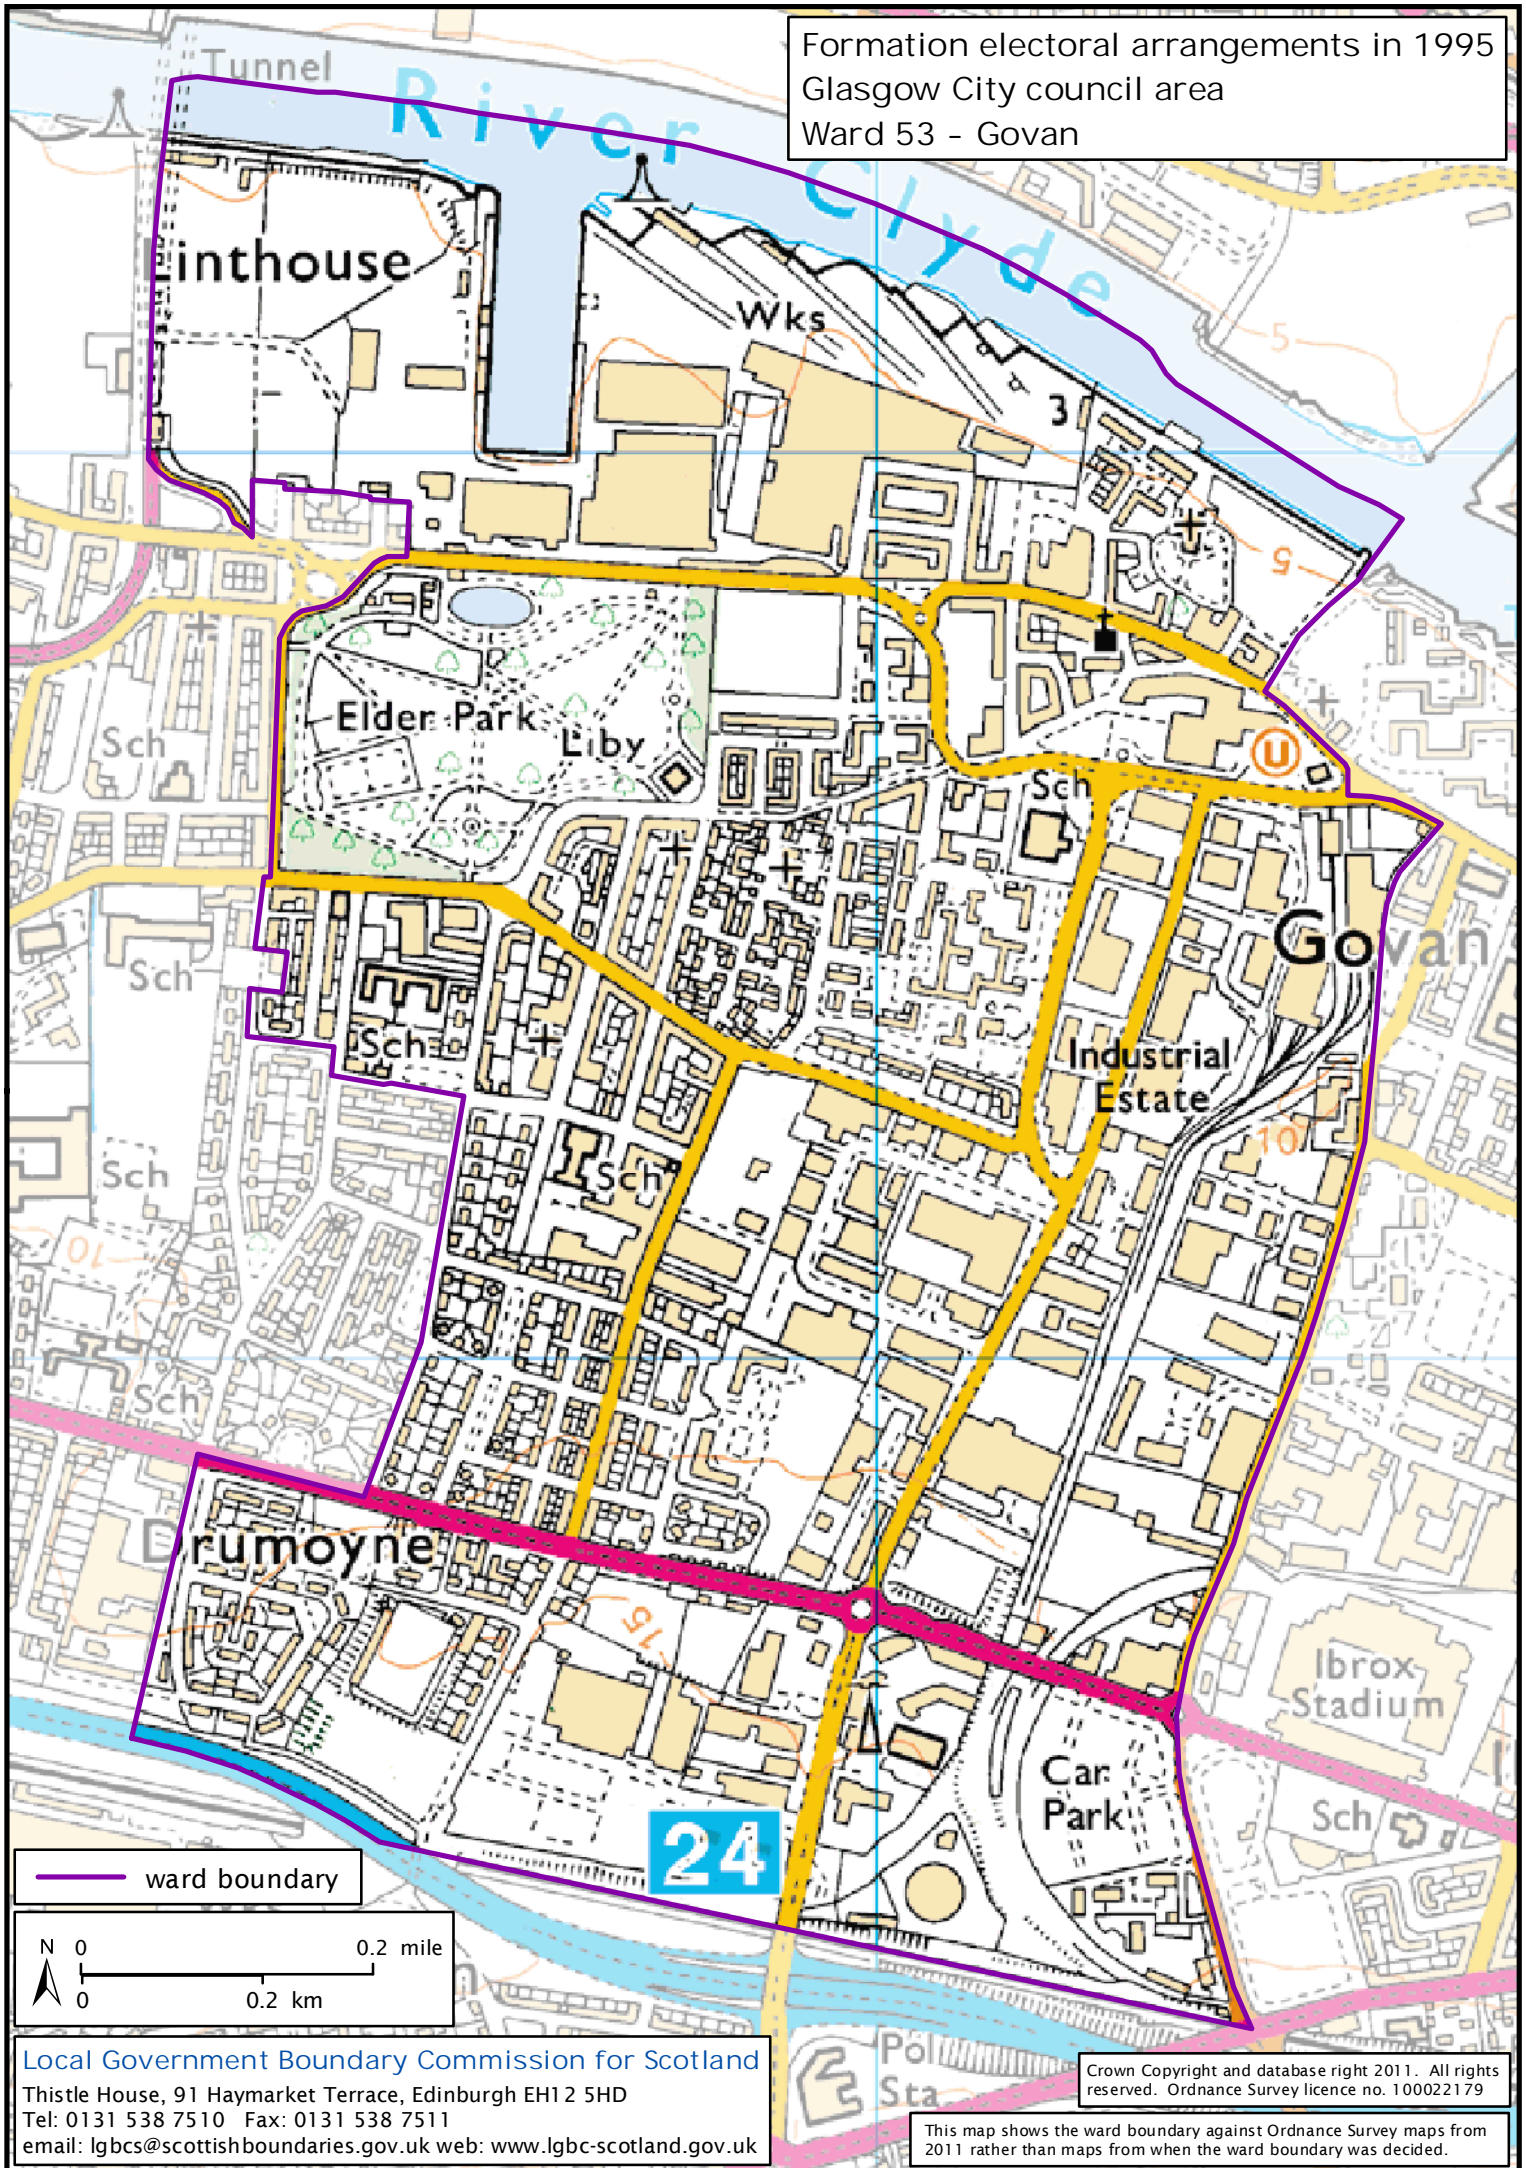 Formation electoral arrangements in 1995
Glasgow City council area
Ward 53 - Govan
Tunnel
River Clyde
Linthouse
Wks
3
5
5
Elder Park
Liby
U
Sch
Sch
Govan
Sch
Sch
Industrial
Estate
10
Sch
Sch
10
Sch
Drumoyne
15
Ibrox
Stadium
Car
Park
Sch
24
ward boundary
N 0 0.2 mile
0 0.2 km
Pol
Sta
Local Government Boundary Commission for Scotland
Thistle House, 91 Haymarket Terrace, Edinburgh EH12 5HD
Tel: 0131 538 7510 Fax: 0131 538 7511
email: lgbcs@scottishboundaries.gov.uk web: www.lgbc-scotland.gov.uk
Crown Copyright and database right 2011. All rights
reserved. Ordnance Survey licence no. 100022179
This map shows the ward boundary against Ordnance Survey maps from
2011 rather than maps from when the ward boundary was decided.